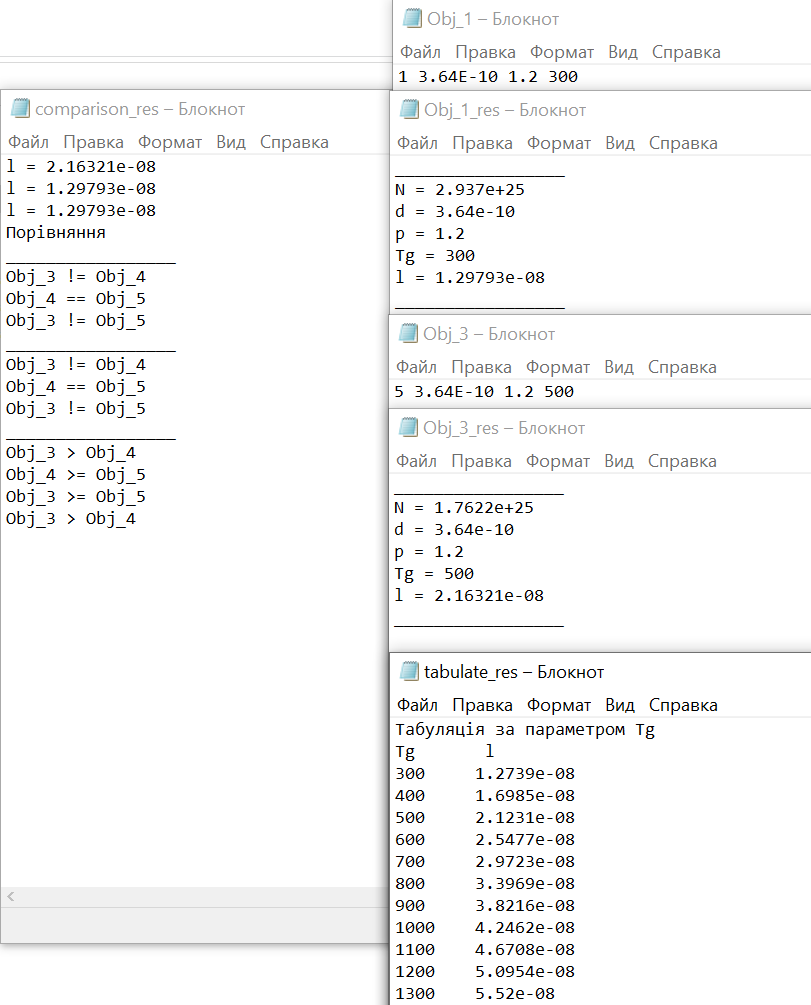 Obj_1 – Блокнот
Файл Правка Формат Вид Справка
1 3.64E-10 1.2 300
comparison_res – Блокнот
Файл Правка Формат Вид Справка
l = 2.16321e-08
l = 1.29793e-08
l = 1.29793e-08
Порівняння
_________________
Obj_3 != Obj_4
Obj_4 == Obj_5
Obj_3 != Obj_5
_________________
Obj_3 != Obj_4
Obj_4 == Obj_5
Obj_3 != Obj_5
_________________
Obj_3 > Obj_4
Obj_4 >= Obj_5
Obj_3 >= Obj_5
Obj_3 > Obj_4
Obj_1_res – Блокнот
Файл Правка Формат Вид Справка
_________________
N = 2.937e+25
d = 3.64e-10
p = 1.2
Tg = 300
l = 1.29793e-08
_________________
Obj_3 – Блокнот
Файл Правка Формат Вид Справка
5 3.64E-10 1.2 500
Obj_3_res – Блокнот
Файл Правка Формат Вид Справка
_________________
N = 1.7622e+25
d = 3.64e-10
p = 1.2
Tg = 500
l = 2.16321e-08
_________________
tabulate_res – Блокнот
Файл Правка Формат Вид Справка
Табуляція за параметром Tg
Tg l
300 1.2739e-08
400 1.6985e-08
500 2.1231e-08
600 2.5477e-08
700 2.9723e-08
800 3.3969e-08
900 3.8216e-08
1000 4.2462e-08
1100 4.6708e-08
1200 5.0954e-08
1300 5.52e-08